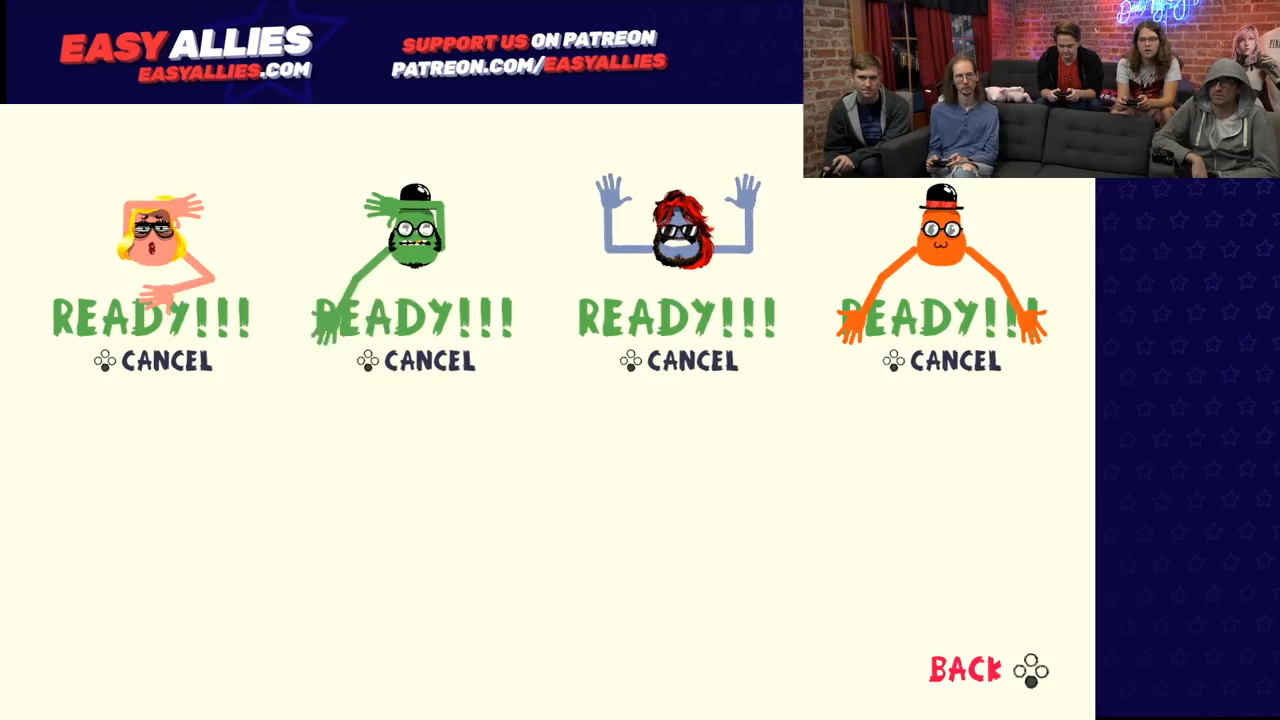 EASY ALLIES
EASYALLIES.COM
SUPPORT US ON PATREON
PATREON.COM/EASYALLIES
READY!!!
CANCEL
READY!!!
CANCEL
READY!!!
CANCEL
READY!!!
CANCEL
BACK